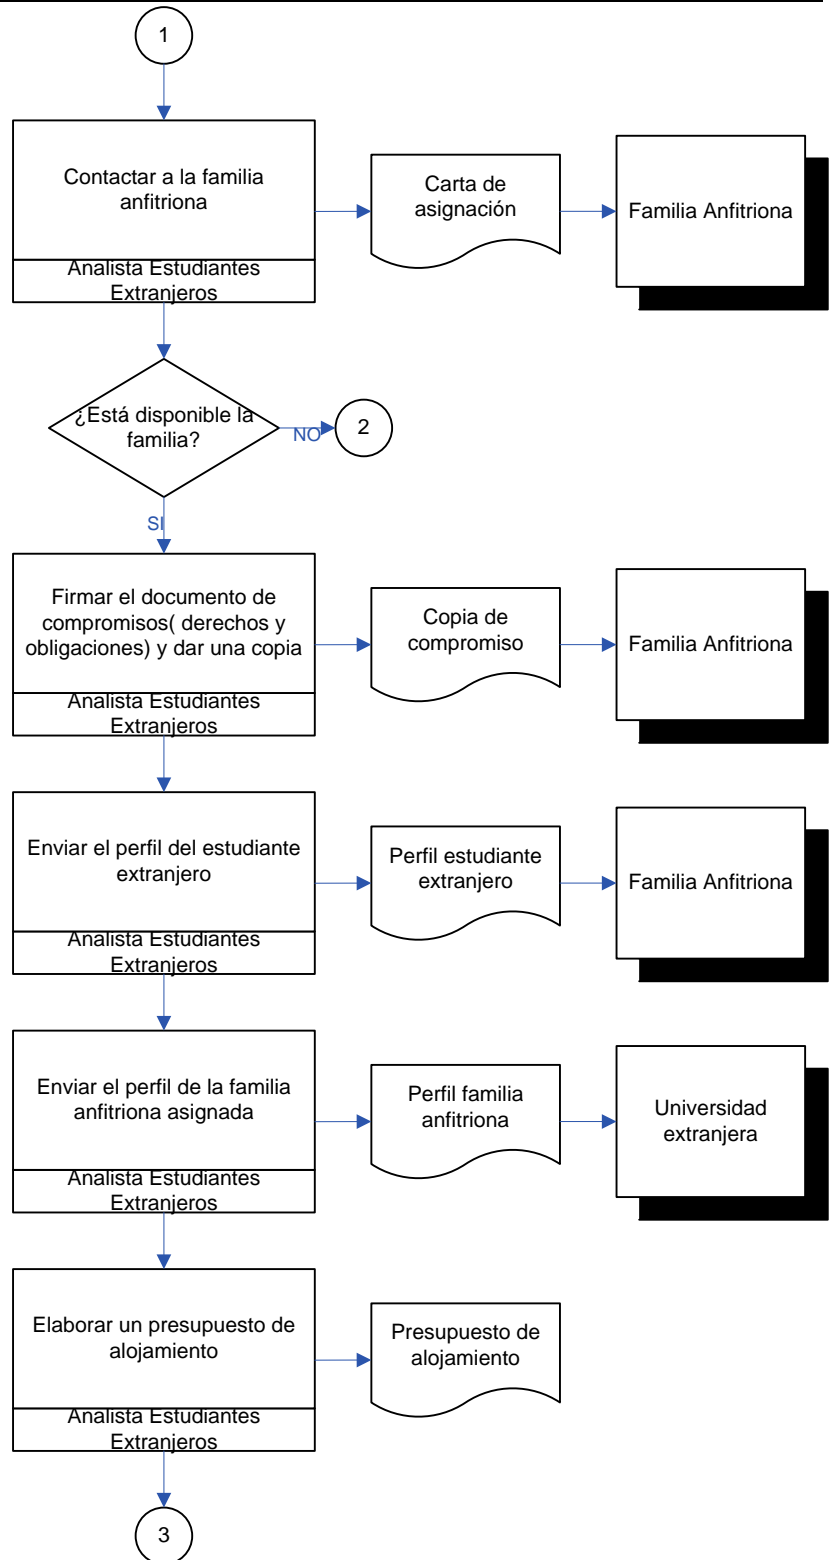 1
Contactar a la familia
anfitriona
Analista Estudiantes
Extranjeros
Carta de
asignación
Familia Anfitriona
¿Está disponible la
familia?
NO
2
SI
Firmar el documento de
compromisos( derechos y
obligaciones) y dar una copia
Analista Estudiantes
Extranjeros
Copia de
compromiso
Familia Anfitriona
Enviar el perfil del estudiante
extranjero
Analista Estudiantes
Extranjeros
Perfil estudiante
extranjero
Familia Anfitriona
Enviar el perfil de la familia
anfitriona asignada
Analista Estudiantes
Extranjeros
Perfil familia
anfitriona
Universidad
extranjera
Elaborar un presupuesto de
alojamiento
Analista Estudiantes
Extranjeros
Presupuesto de
alojamiento
3